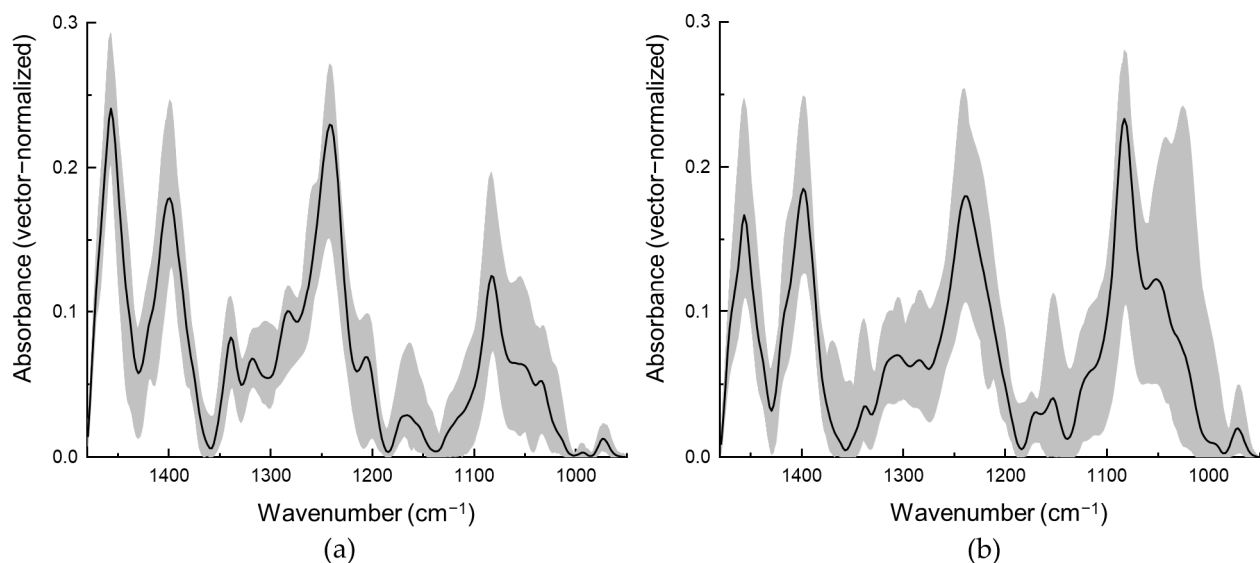 Absorbance (vector–normalized)
0.3
0.2
0.1
0.0
1400 1300 1200 1100 1000
Wavenumber (cm⁻¹)
(a)
Absorbance (vector–normalized)
0.3
0.2
0.1
0.0
1400 1300 1200 1100 1000
Wavenumber (cm⁻¹)
(b)